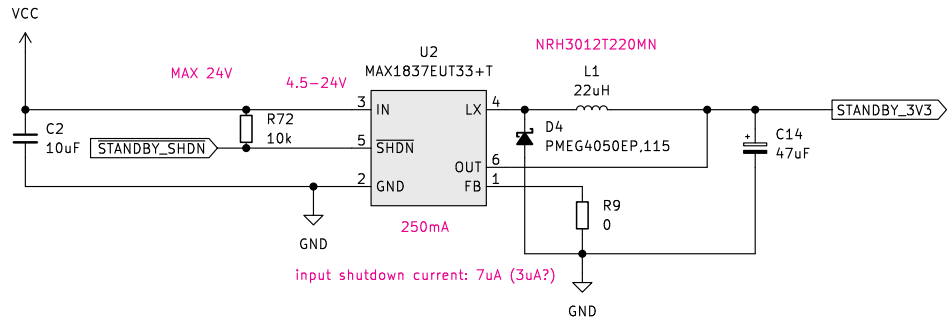 VCC
NRH3012T220MN
U2
MAX 24V
4.5-24V
MAX1837EUT33+T
L1
22uH
3
IN
LX
4
STANDBY_3V3
C2
10uF
R72
10k
D4
PMEG4050EP,115
+
C14
47uF
STANDBY_SHDN
5
SHDN
OUT
6
2
GND
FB
1
R9
0
250mA
GND
input shutdown current: 7uA (3uA?)
GND